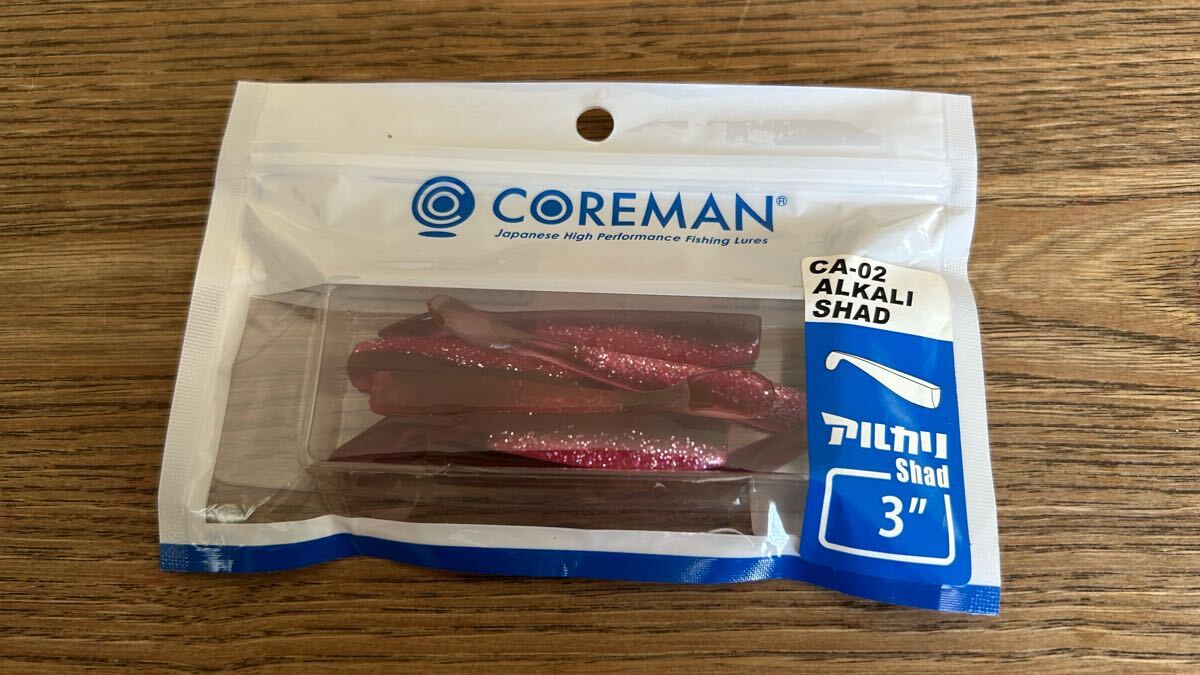 COREMAN®
Japanese High Performance Fishing Lures
CA-02
ALKALI
SHAD
アルカリ
Shad
3"